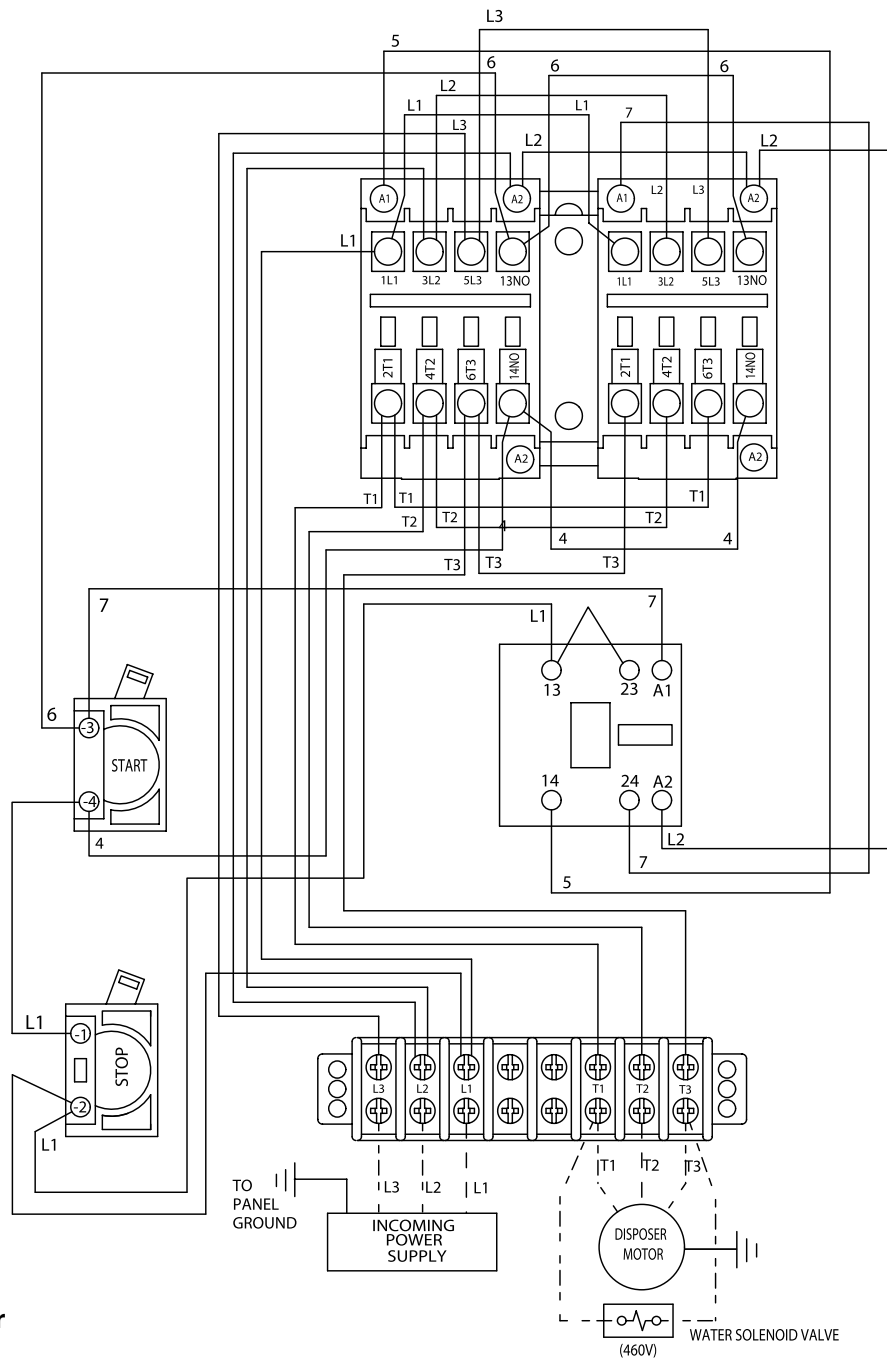 L3
5
6
6
6
L2
L1
L1
7
L3
L2
L2
A1
A2
A1
L2
L3
A2
L1
1L1
3L2
5L3
13NO
1L1
3L2
5L3
13NO
2T1
4T2
6T3
14NO
2T1
4T2
6T3
14NO
A2
A2
T1
T1
T1
T2
T2
4
T2
4
4
T3
T3
T3
7
7
L1
13
23
A1
6
-3
START
14
24
A2
-4
4
L2
7
5
L1
-1
STOP
-2
L1
L3
L2
L1
T1
T2
T3
TO
PANEL
GROUND
L3
L2
L1
T1
T2
T3
INCOMING
POWER
SUPPLY
DISPOSER
MOTOR
r
WATER SOLENOID VALVE
(460V)